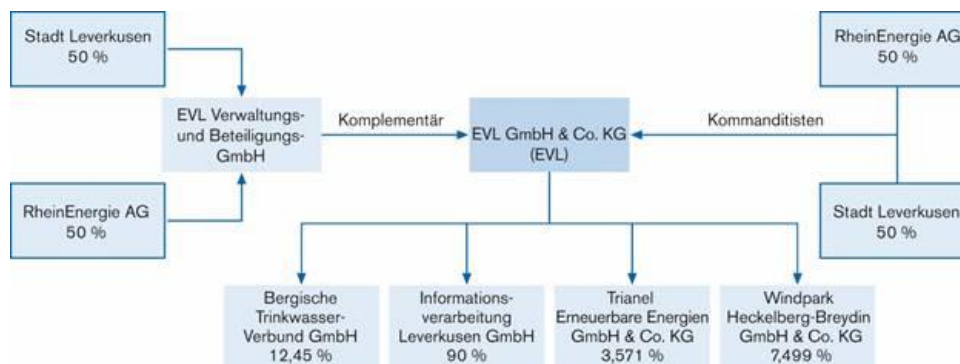 Stadt Leverkusen
50 %
RheinEnergie AG
50 %
EVL Verwaltungs-
und Beteiligungs-
GmbH
Komplementär
EVL GmbH & Co. KG
(EVL)
Kommanditisten
RheinEnergie AG
50 %
Stadt Leverkusen
50 %
Bergische
Trinkwasser-
Verbund GmbH
12,45 %
Informations-
verarbeitung
Leverkusen GmbH
90 %
Trianel
Erneuerbare Energien
GmbH & Co. KG
3,571 %
Windpark
Heckelberg-Breydin
GmbH & Co. KG
7,499 %